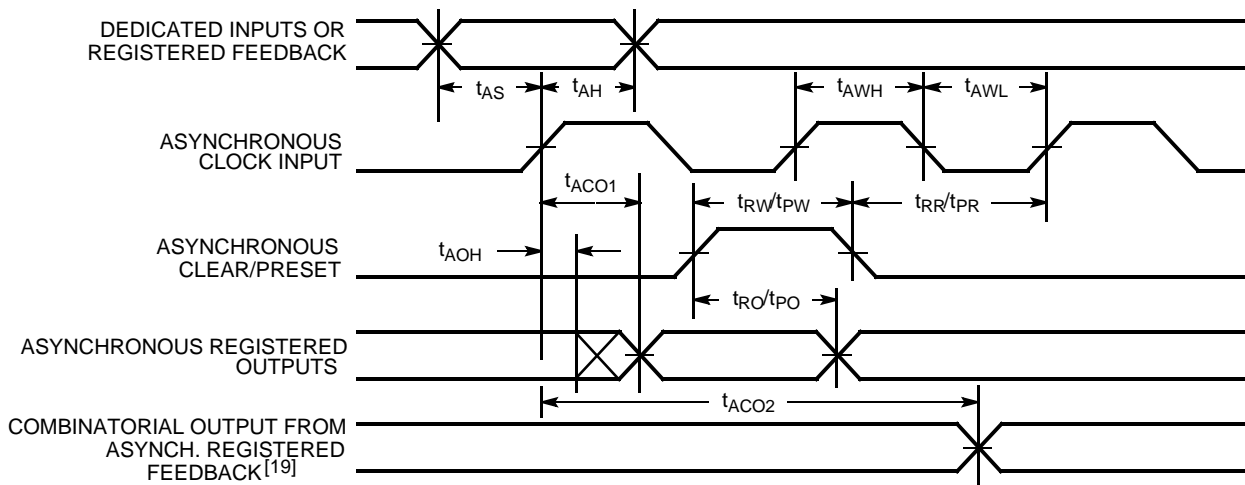 DEDICATED INPUTS OR
REGISTERED FEEDBACK
tAS
tAH
tAWH
tAWL
ASYNCHRONOUS
CLOCK INPUT
tACO1
tRW/tPW
tRR/tPR
ASYNCHRONOUS
CLEAR/PRESET
tAOH
tRO/tPO
ASYNCHRONOUS REGISTERED
OUTPUTS
tACO2
COMBINATORIAL OUTPUT FROM
ASYNCH. REGISTERED
FEEDBACK[19]